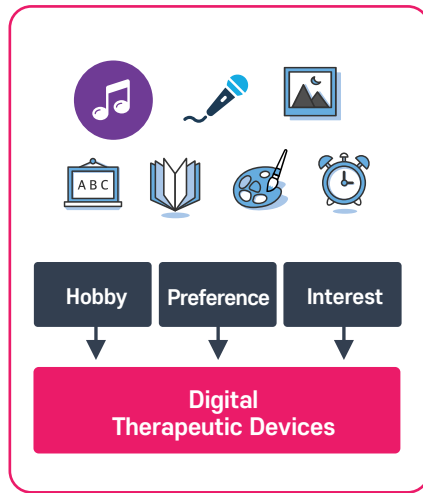 ABC
Hobby
Preference
Interest
Digital
Therapeutic Devices